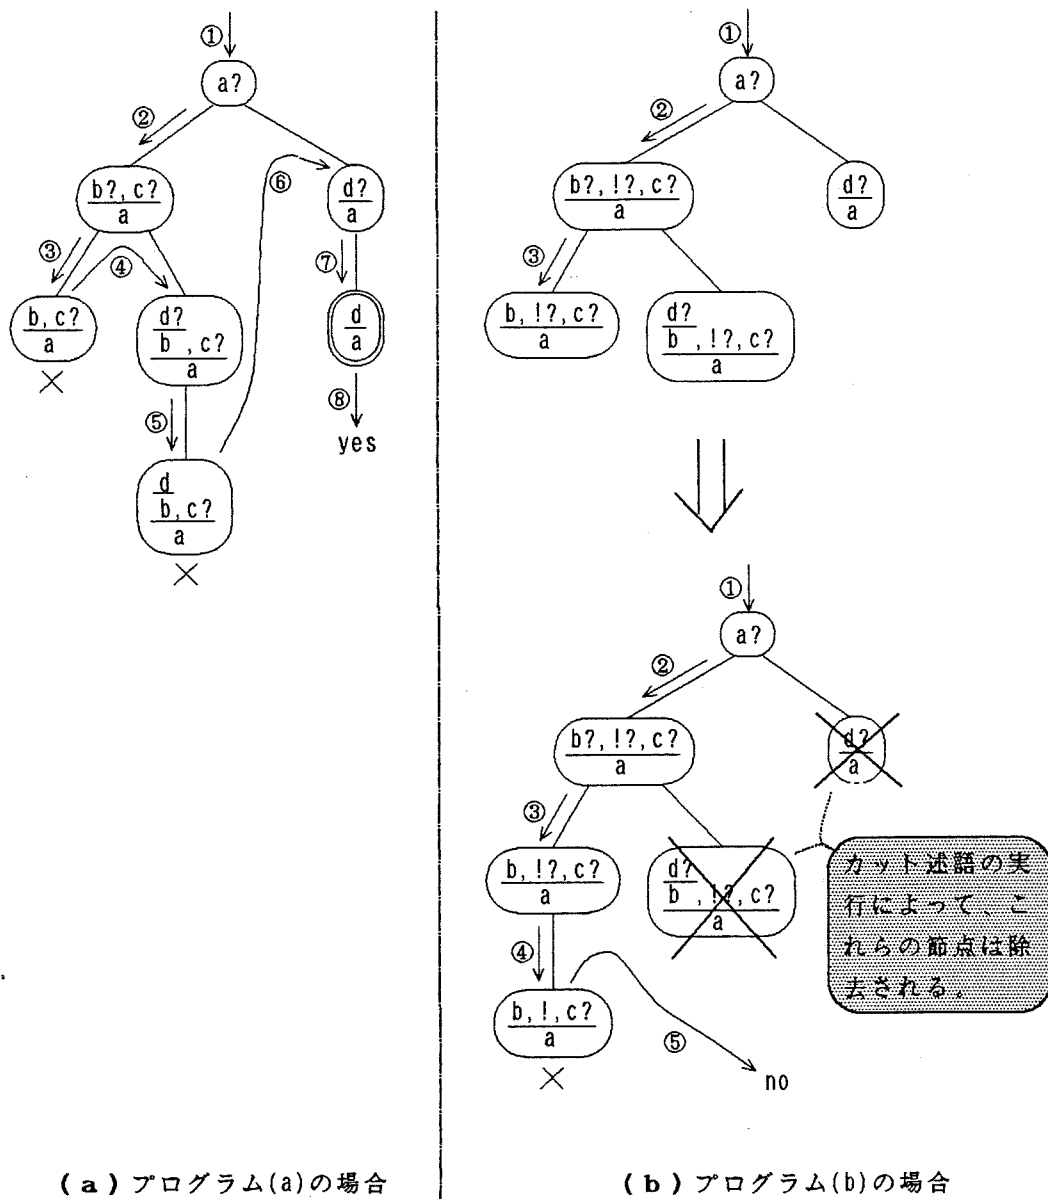 ①
a?
②
b?, c?
a
③
④
⑥
d?
a
b, c?
a
d?
b , c?
a
⑦
d
a
⑤
⑧
yes
d
b, c?
a
①
a?
②
b?, !?, c?
a
d?
a
③
b, !?, c?
a
d?
b , !?, c?
a
①
a?
②
b?, !?, c?
a
d?
a
③
b, !?, c?
a
d?
b , !?, c?
a
カット述語の実
行によって、こ
れらの節点は除
去される。
④
b, !, c?
a
⑤
no
(a)プログラム(a)の場合
(b)プログラム(b)の場合